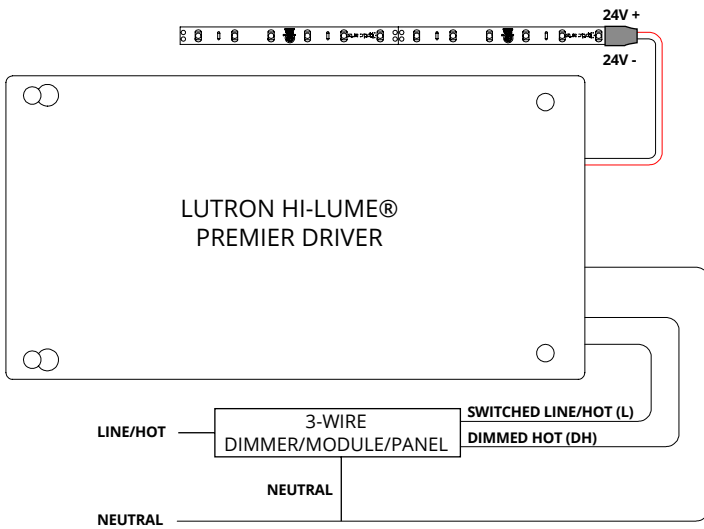 24V +
24V -
LUTRON HI-LUME®
PREMIER DRIVER
SWITCHED LINE/HOT (L)
3-WIRE
LINE/HOT
DIMMER/MODULE/PANEL
DIMMED HOT (DH)
NEUTRAL
NEUTRAL